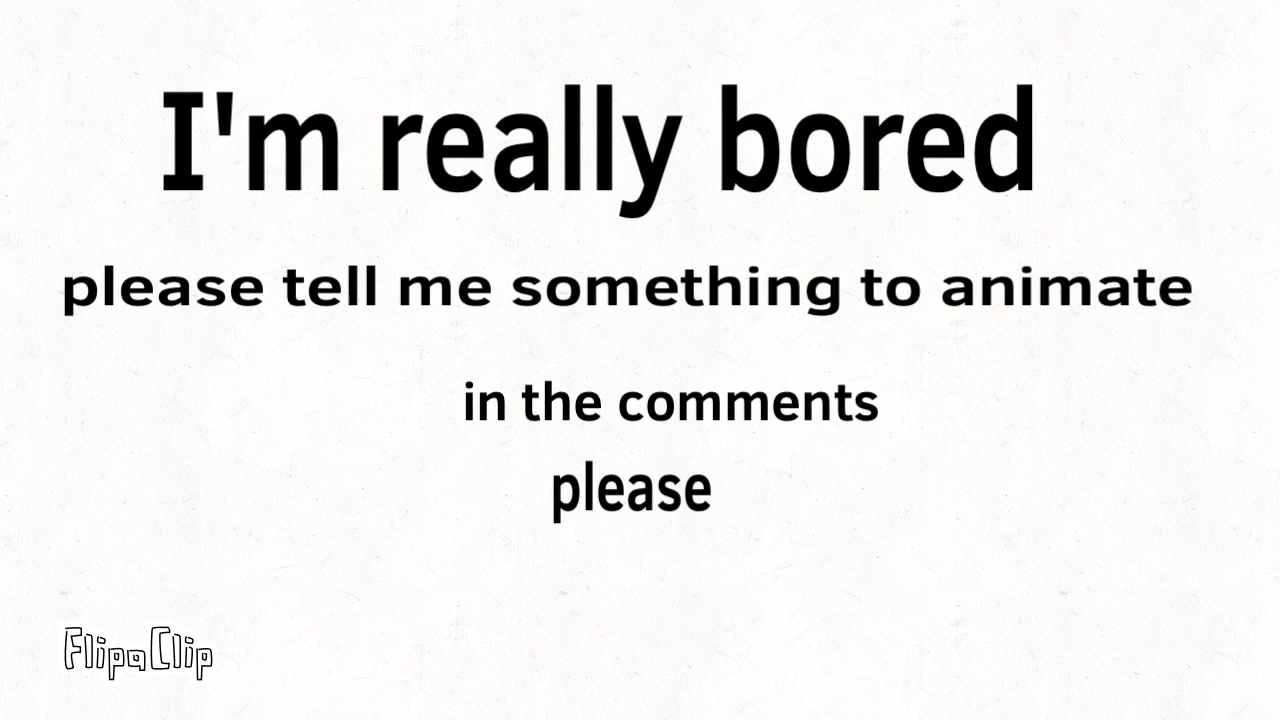 I'm really bored
please tell me something to animate
in the comments
please
FlipaClip